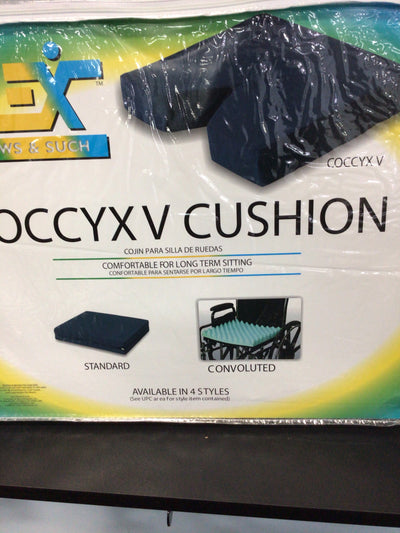 EX™
WS & SUCH
COCCYX V
OCCYX V CUSHION
COJIN PARA SILLA DE RUEDAS
COMFORTABLE FOR LONG TERM SITTING
CONFORTABLE PARA SENTARSE POR LARGO TIEMPO
STANDARD
CONVOLUTED
AVAILABLE IN 4 STYLES
(See UPC area for style item contained)